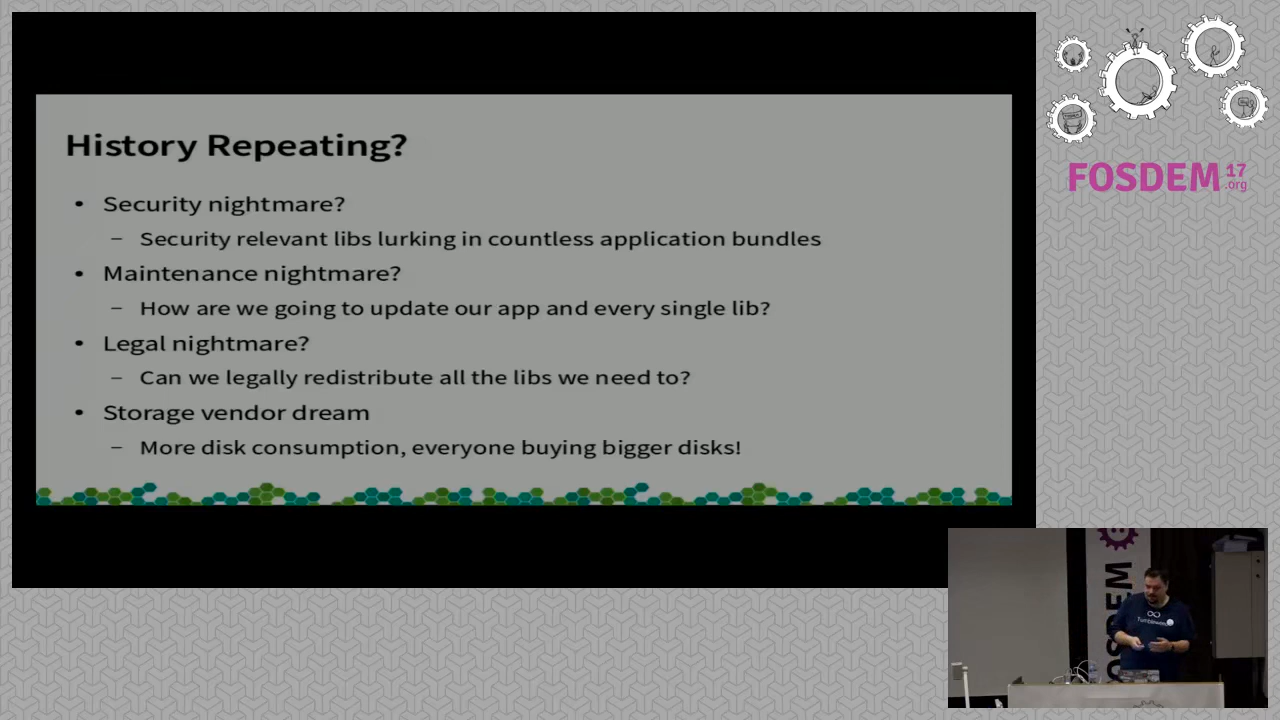 History Repeating?
• Security nightmare?
– Security relevant libs lurking in countless application bundles
• Maintenance nightmare?
– How are we going to update our app and every single lib?
• Legal nightmare?
– Can we legally redistribute all the libs we need to?
• Storage vendor dream
– More disk consumption, everyone buying bigger disks!
FOSDEM 17
.org
OSDEM
Tumbleweed